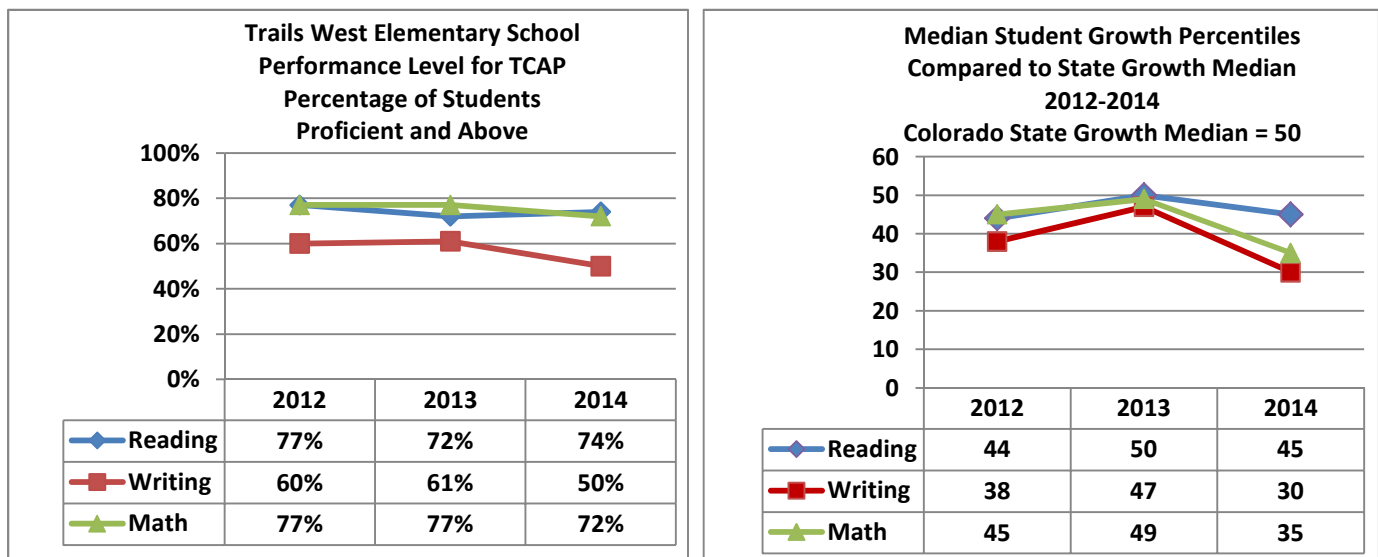 Trails West Elementary School
Performance Level for TCAP
Percentage of Students
Proficient and Above
100%
80%
60%
40%
20%
0%
2012 2013 2014
Reading 77% 72% 74%
Writing 60% 61% 50%
Math 77% 77% 72%
Median Student Growth Percentiles
Compared to State Growth Median
2012-2014
Colorado State Growth Median = 50
60
50
40
30
20
10
0
2012 2013 2014
Reading 44 50 45
Writing 38 47 30
Math 45 49 35